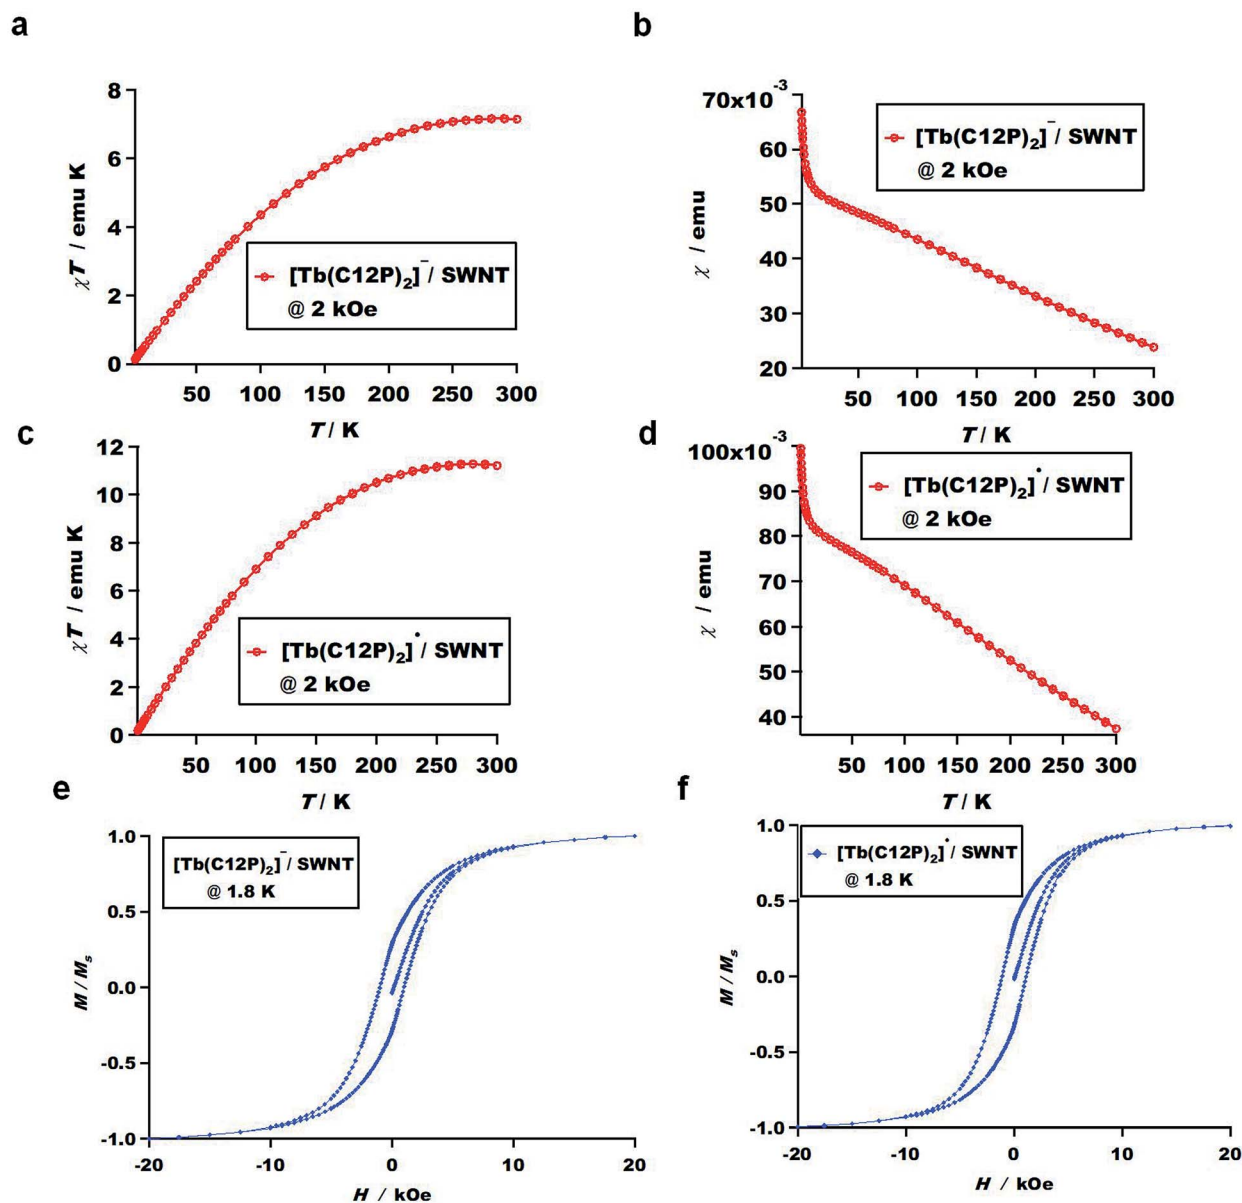 a
8
6
4
2
0
χT / emu K
[Tb(C12P)₂]⁻/ SWNT
@ 2 kOe
50 100 150 200 250 300
T / K
b
70x10⁻³
60
50
40
30
20
χ / emu
[Tb(C12P)₂]⁻/ SWNT
@ 2 kOe
50 100 150 200 250 300
T / K
c
12
10
8
6
4
2
0
χT / emu K
[Tb(C12P)₂]•/ SWNT
@ 2 kOe
50 100 150 200 250 300
T / K
d
100x10⁻³
90
80
70
60
50
40
χ / emu
[Tb(C12P)₂]•/ SWNT
@ 2 kOe
50 100 150 200 250 300
T / K
e
1.0
0.5
0.0
-0.5
-1.0
M / Mₛ
[Tb(C12P)₂]⁻/ SWNT
@ 1.8 K
-20 -10 0 10 20
H / kOe
f
1.0
0.5
0.0
-0.5
-1.0
M / Mₛ
[Tb(C12P)₂]•/ SWNT
@ 1.8 K
-20 -10 0 10 20
H / kOe